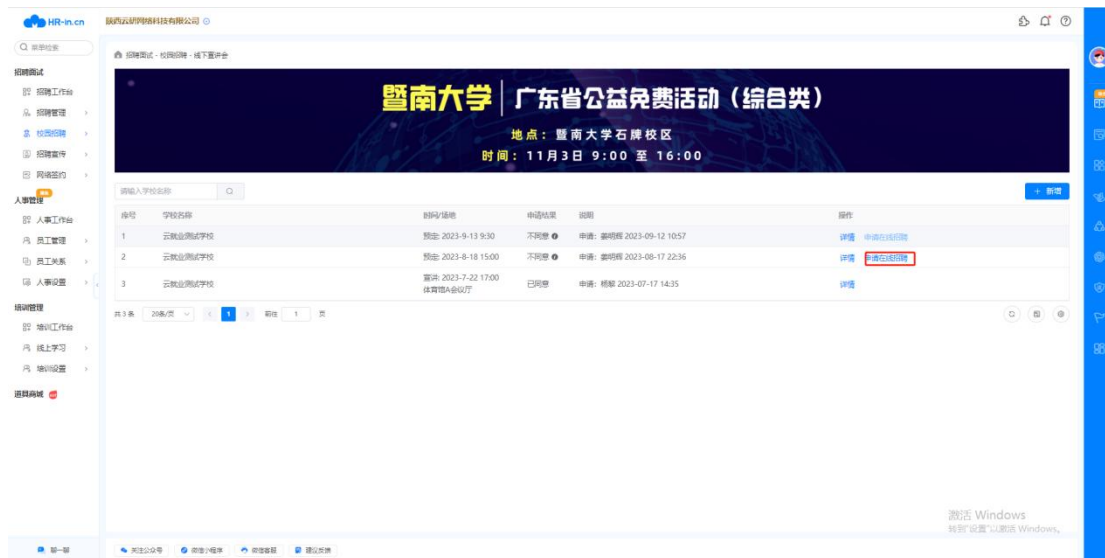 HR-in.cn
陕西云研网络科技有限公司
菜单检索
招聘面试 - 校园招聘 - 线下宣讲会
招聘面试
招聘工作台
招聘管理
校园招聘
招聘宣传
网络签约
人事管理
人事工作台
员工管理
员工关系
人事设置
培训管理
培训工作台
线上学习
培训设置
道具商城
聊一聊
暨南大学 | 广东省公益免费活动（综合类）
地点：暨南大学石牌校区
时间：11月3日 9:00 至 16:00
请输入学校名称
+ 新增
序号 学校名称 时间/场地 申请结果 说明 操作
1 云就业测试学校 预定: 2023-9-13 9:30 不同意 申请: 姜明辉 2023-09-12 10:57 详情 申请在线招聘
2 云就业测试学校 预定: 2023-8-18 15:00 不同意 申请: 姜明辉 2023-08-17 22:36 详情 申请在线招聘
3 云就业测试学校 宣讲: 2023-7-22 17:00 已同意 申请: 杨黎 2023-07-17 14:35 详情
体育馆A会议厅
共 3 条 20条/页 1 前往 1 页
激活 Windows
转到"设置"以激活 Windows。
关注公众号 微信小程序 微信客服 建议反馈